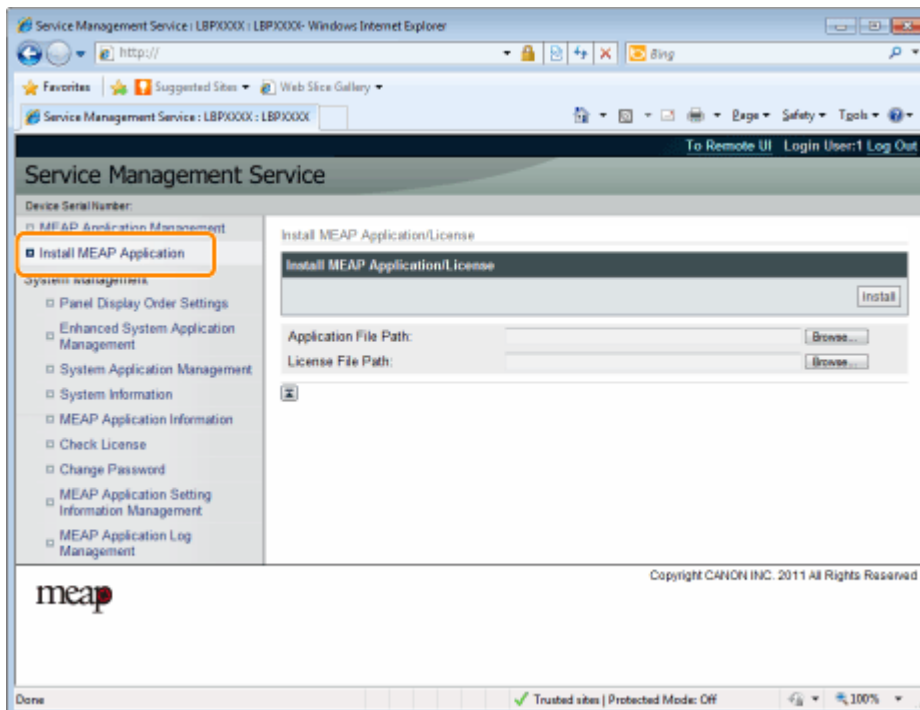 Service Management Service : LBPXXXX : LBPXXXX- Windows Internet Explorer
http://
Bing
Favorites
Suggested Sites
Web Slice Gallery
Service Management Service : LBPXXXX : LBPXXXX
Page
Safety
Tools
To Remote UI Login User:1 Log Out
Service Management Service
Device Serial Number:
MEAP Application Management
Install MEAP Application
System Management
Panel Display Order Settings
Enhanced System Application
Management
System Application Management
System Information
MEAP Application Information
Check License
Change Password
MEAP Application Setting
Information Management
MEAP Application Log
Management
Install MEAP Application/License
Install MEAP Application/License
Install
Application File Path:
Browse...
License File Path:
Browse...
Copyright CANON INC. 2011 All Rights Reserved
meap
Done
Trusted sites | Protected Mode: Off
100%